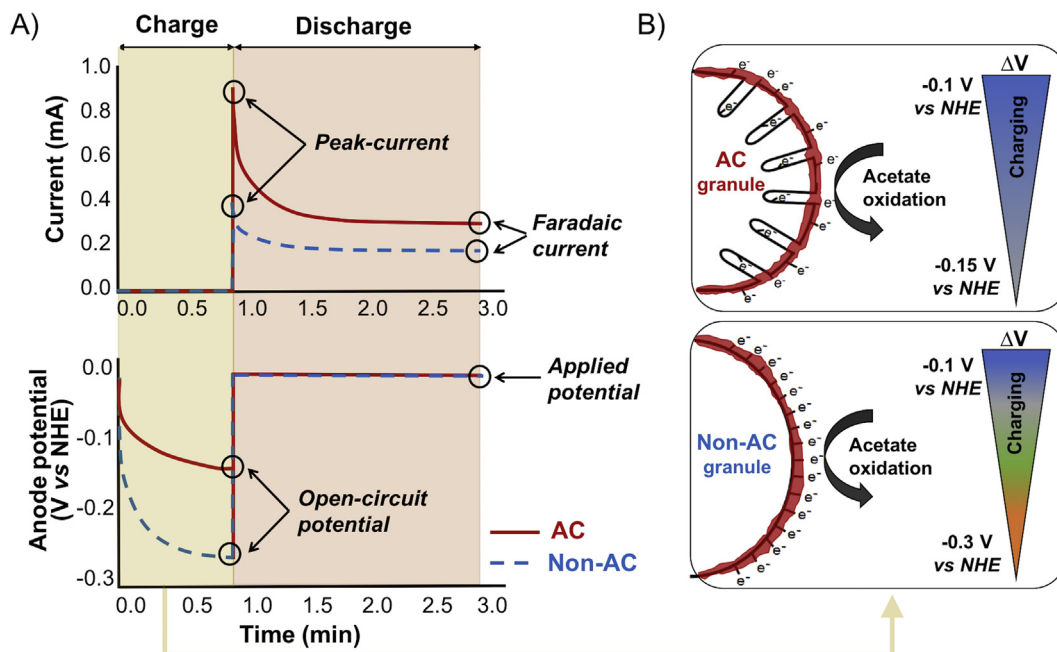 A)
Charge
Discharge
Current (mA)
1.0
0.8
0.6
0.4
0.2
0.0
Peak-current
Faradaic
current
0.0 0.5 1.0 1.5 2.0 2.5 3.0
Anode potential
(V vs NHE)
0.0
-0.1
-0.2
-0.3
Applied
potential
Open-circuit
potential
AC
Non-AC
0.0 0.5 1.0 1.5 2.0 2.5 3.0
Time (min)
B)
AC
granule
e- e- e- e- e- e- e- e- e- e- e-
Acetate
oxidation
ΔV
-0.1 V
vs NHE
Charging
-0.15 V
vs NHE
Non-AC
granule
e- e- e- e- e- e- e- e- e- e- e- e- e- e- e- e-
Acetate
oxidation
ΔV
-0.1 V
vs NHE
Charging
-0.3 V
vs NHE